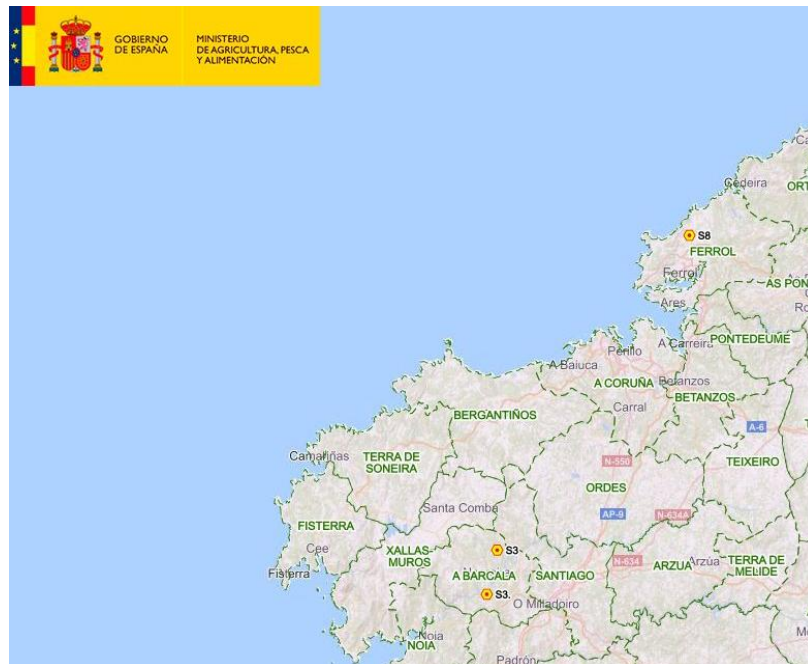 GOBIERNO
DE ESPAÑA
MINISTERIO
DE AGRICULTURA, PESCA
Y ALIMENTACIÓN
Cedeira
S8
FERROL
Ferrol
Ares
AS PON
PONTEDEUME
A Carreira
Perillo
A Baiuca
A CORUÑA
Betanzos
BETANZOS
Carral
BERGANTIÑOS
A-6
Camariñas
TERRA DE
SONEIRA
N-550
TEIXEIRO
ORDES
Santa Comba
AP-9
N-634A
FISTERRA
Cee
XALLAS-
MUROS
S3
N-634
Arzúa
ARZUA
TERRA DE
MELIDE
Fisterra
A BARCALA
SANTIAGO
S3.
O Milladoiro
Noia
NOIA
Padrón